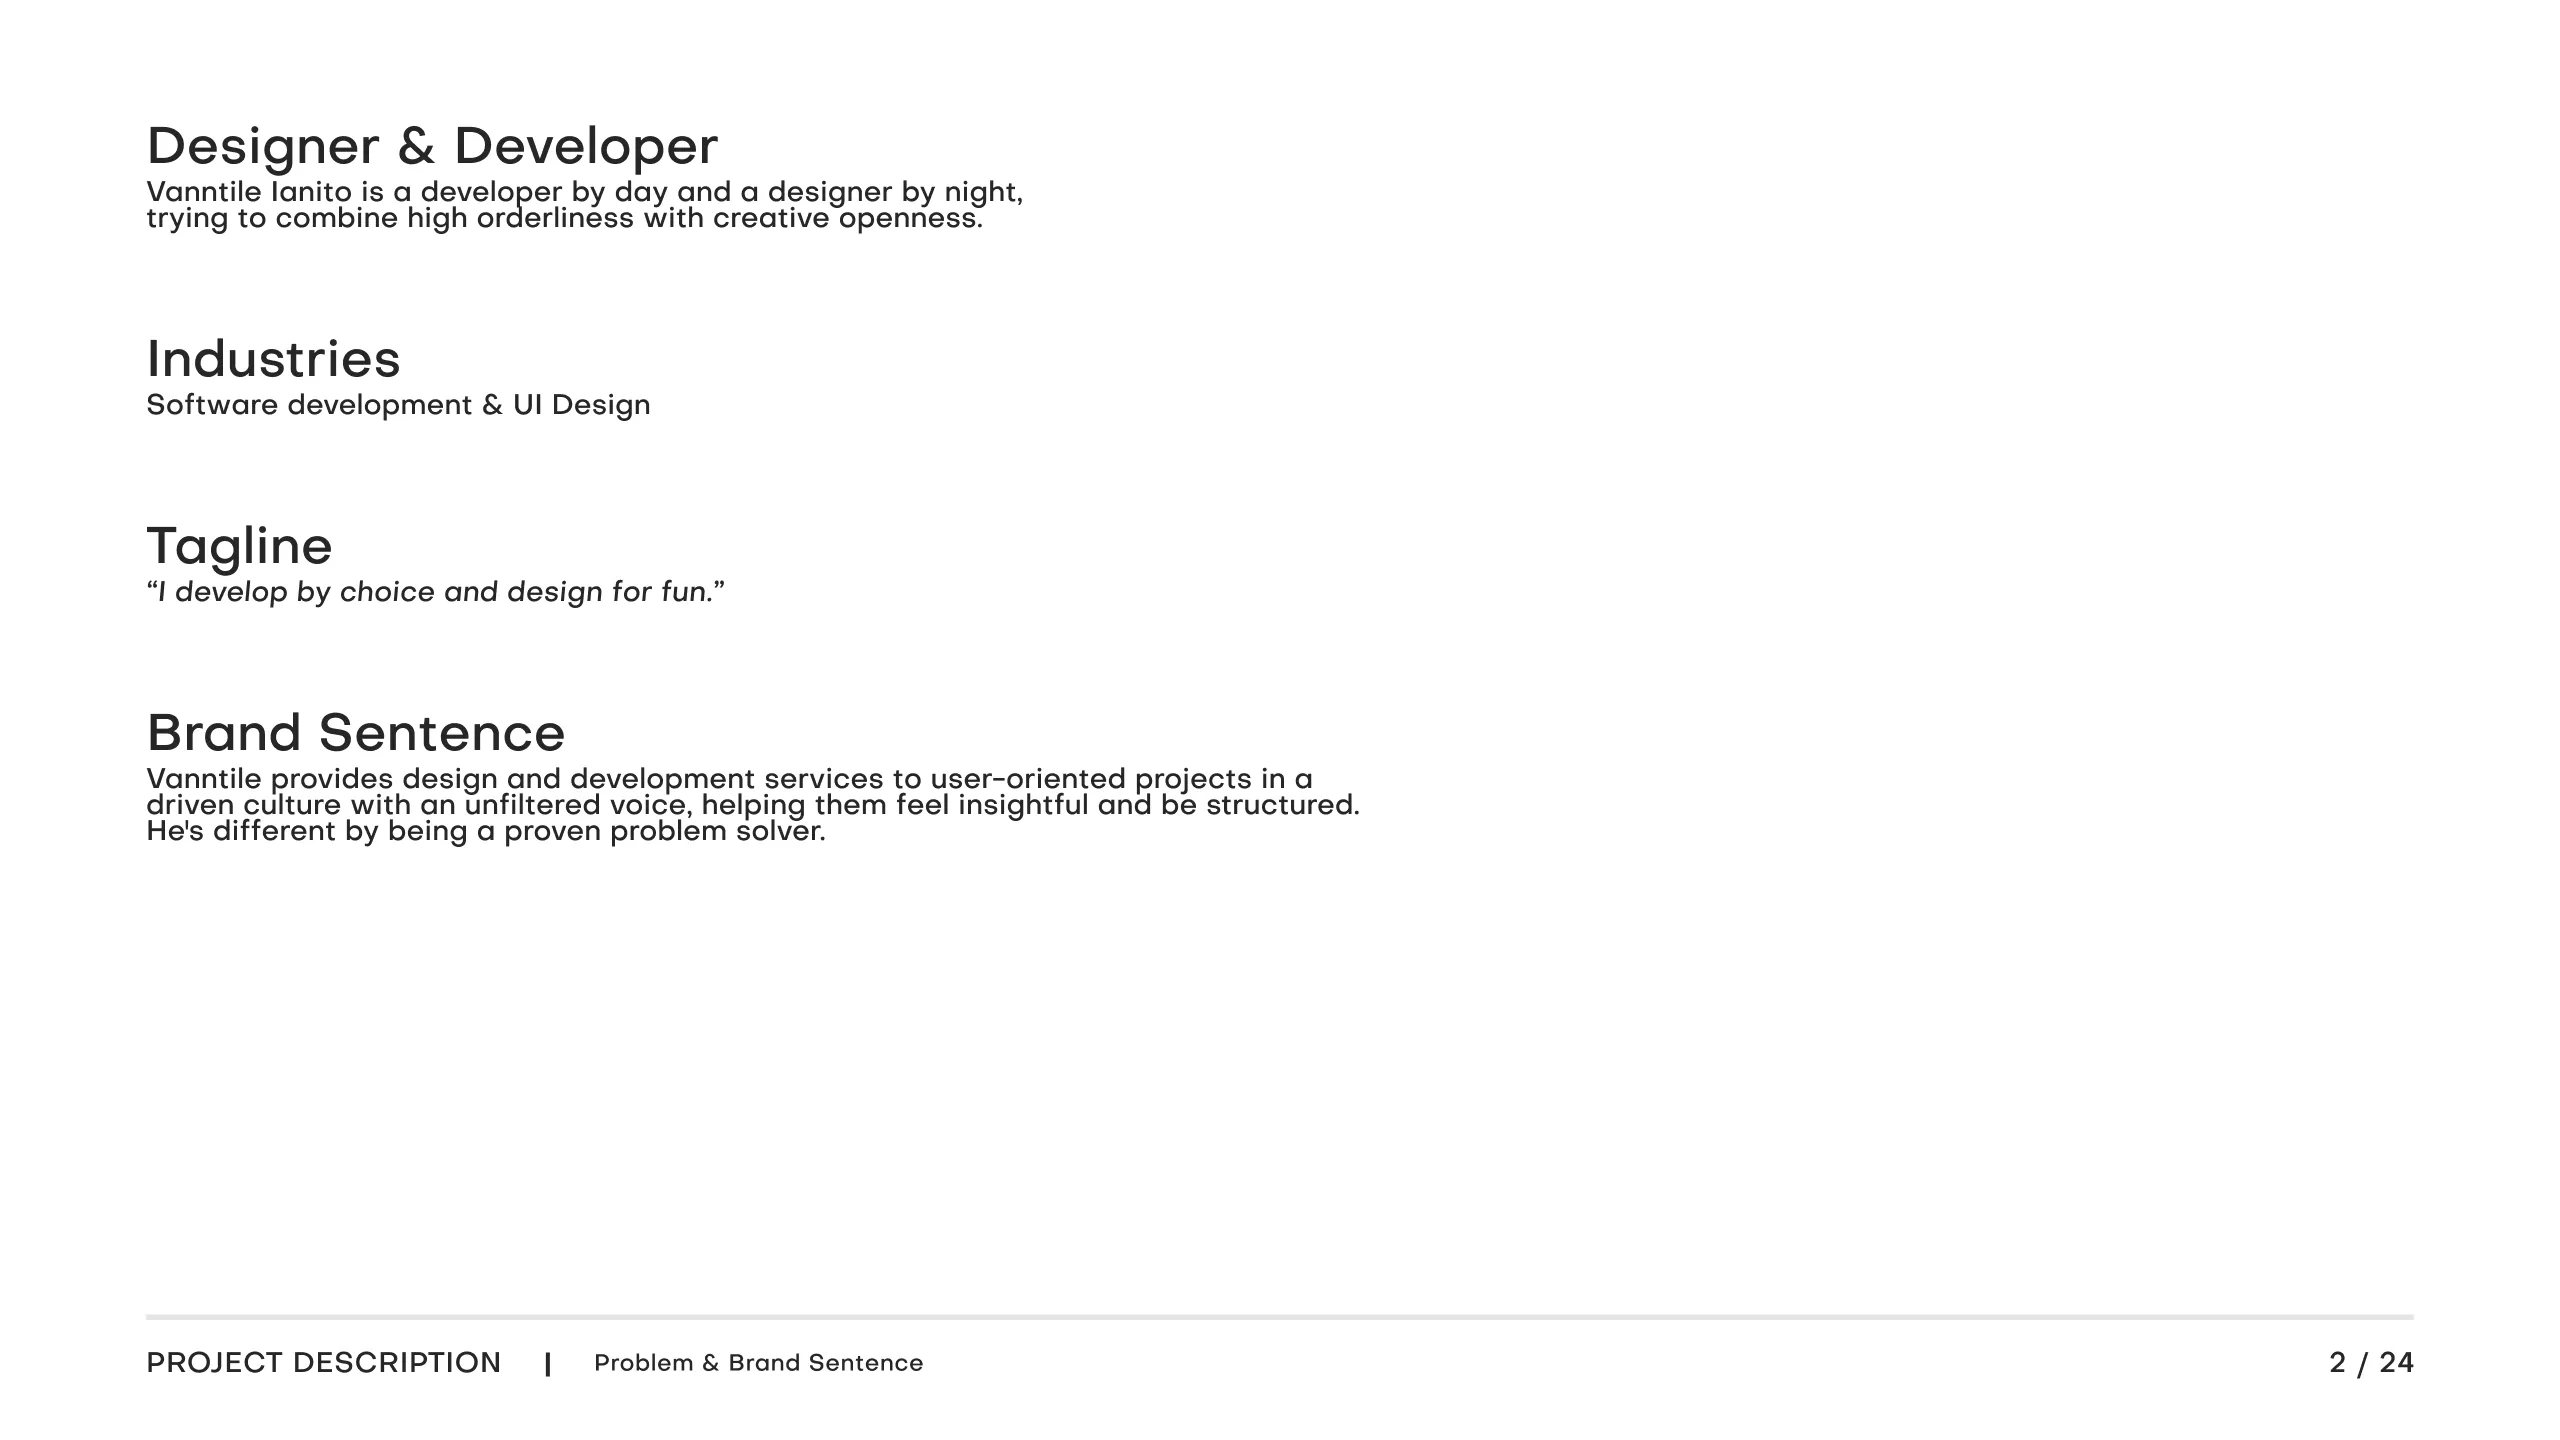 Designer & Developer
Vanntile Ianito is a developer by day and a designer by night,
trying to combine high orderliness with creative openness.
Industries
Software development & UI Design
Tagline
“I develop by choice and design for fun.”
Brand Sentence
Vanntile provides design and development services to user-oriented projects in a
driven culture with an unfiltered voice, helping them feel insightful and be structured.
He's different by being a proven problem solver.
PROJECT DESCRIPTION | Problem & Brand Sentence 2 / 24